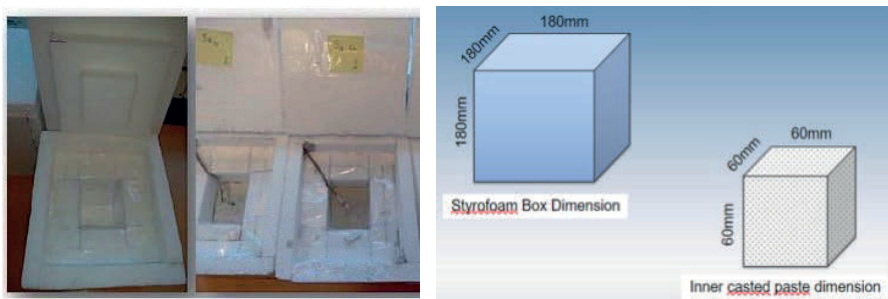 180mm
180mm
180mm
Styrofoam Box Dimension
60mm
60mm
60mm
Inner casted paste dimension